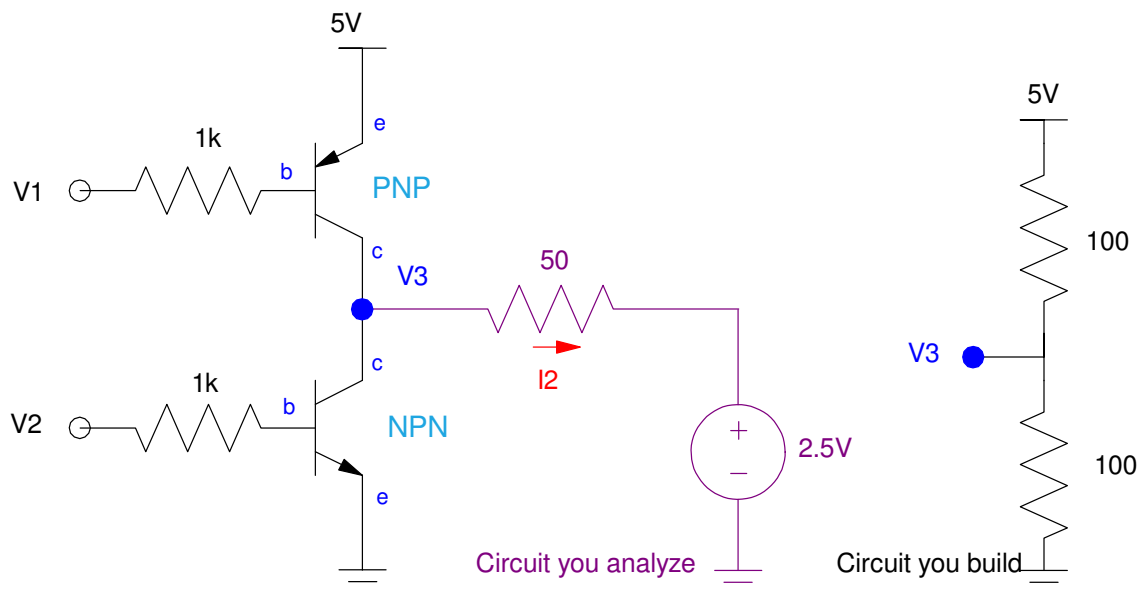 5V
1k
e
b
V1
PNP
c
V3
50
I2
1k
c
b
V2
NPN
e
+
2.5V
−
Circuit you analyze
5V
100
V3
100
Circuit you build